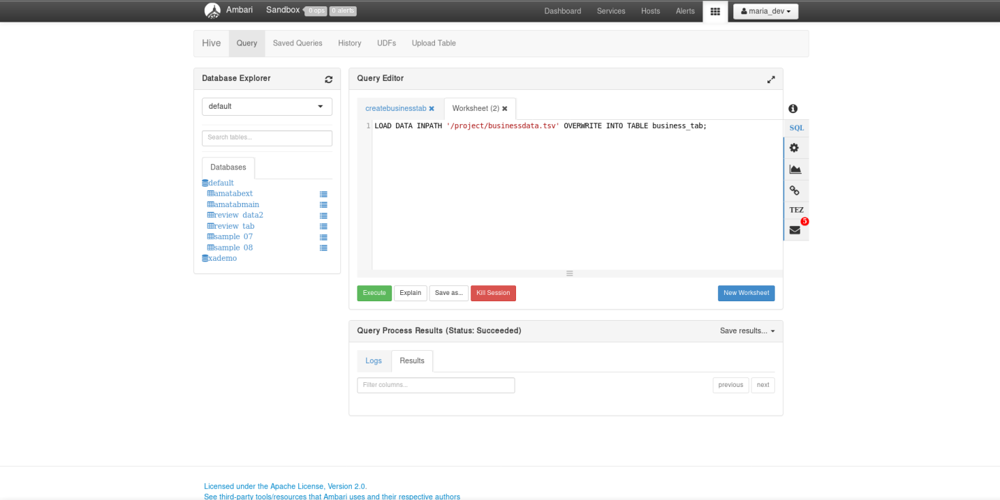 Ambari Sandbox 0 ops 0 alerts Dashboard Services Hosts Alerts maria_dev
Hive Query Saved Queries History UDFs Upload Table
Database Explorer
default
Search tables...
Databases
default
amatabext
amatabmain
review data2
review tab
sample 07
sample 08
xademo
Query Editor
createbusinesstab Worksheet (2)
1 LOAD DATA INPATH '/project/businessdata.tsv' OVERWRITE INTO TABLE business_tab;
Execute Explain Save as... Kill Session New Worksheet
SQL
TEZ
5
Query Process Results (Status: Succeeded) Save results...
Logs Results
Filter columns... previous next
Licensed under the Apache License, Version 2.0.
See third-party tools/resources that Ambari uses and their respective authors